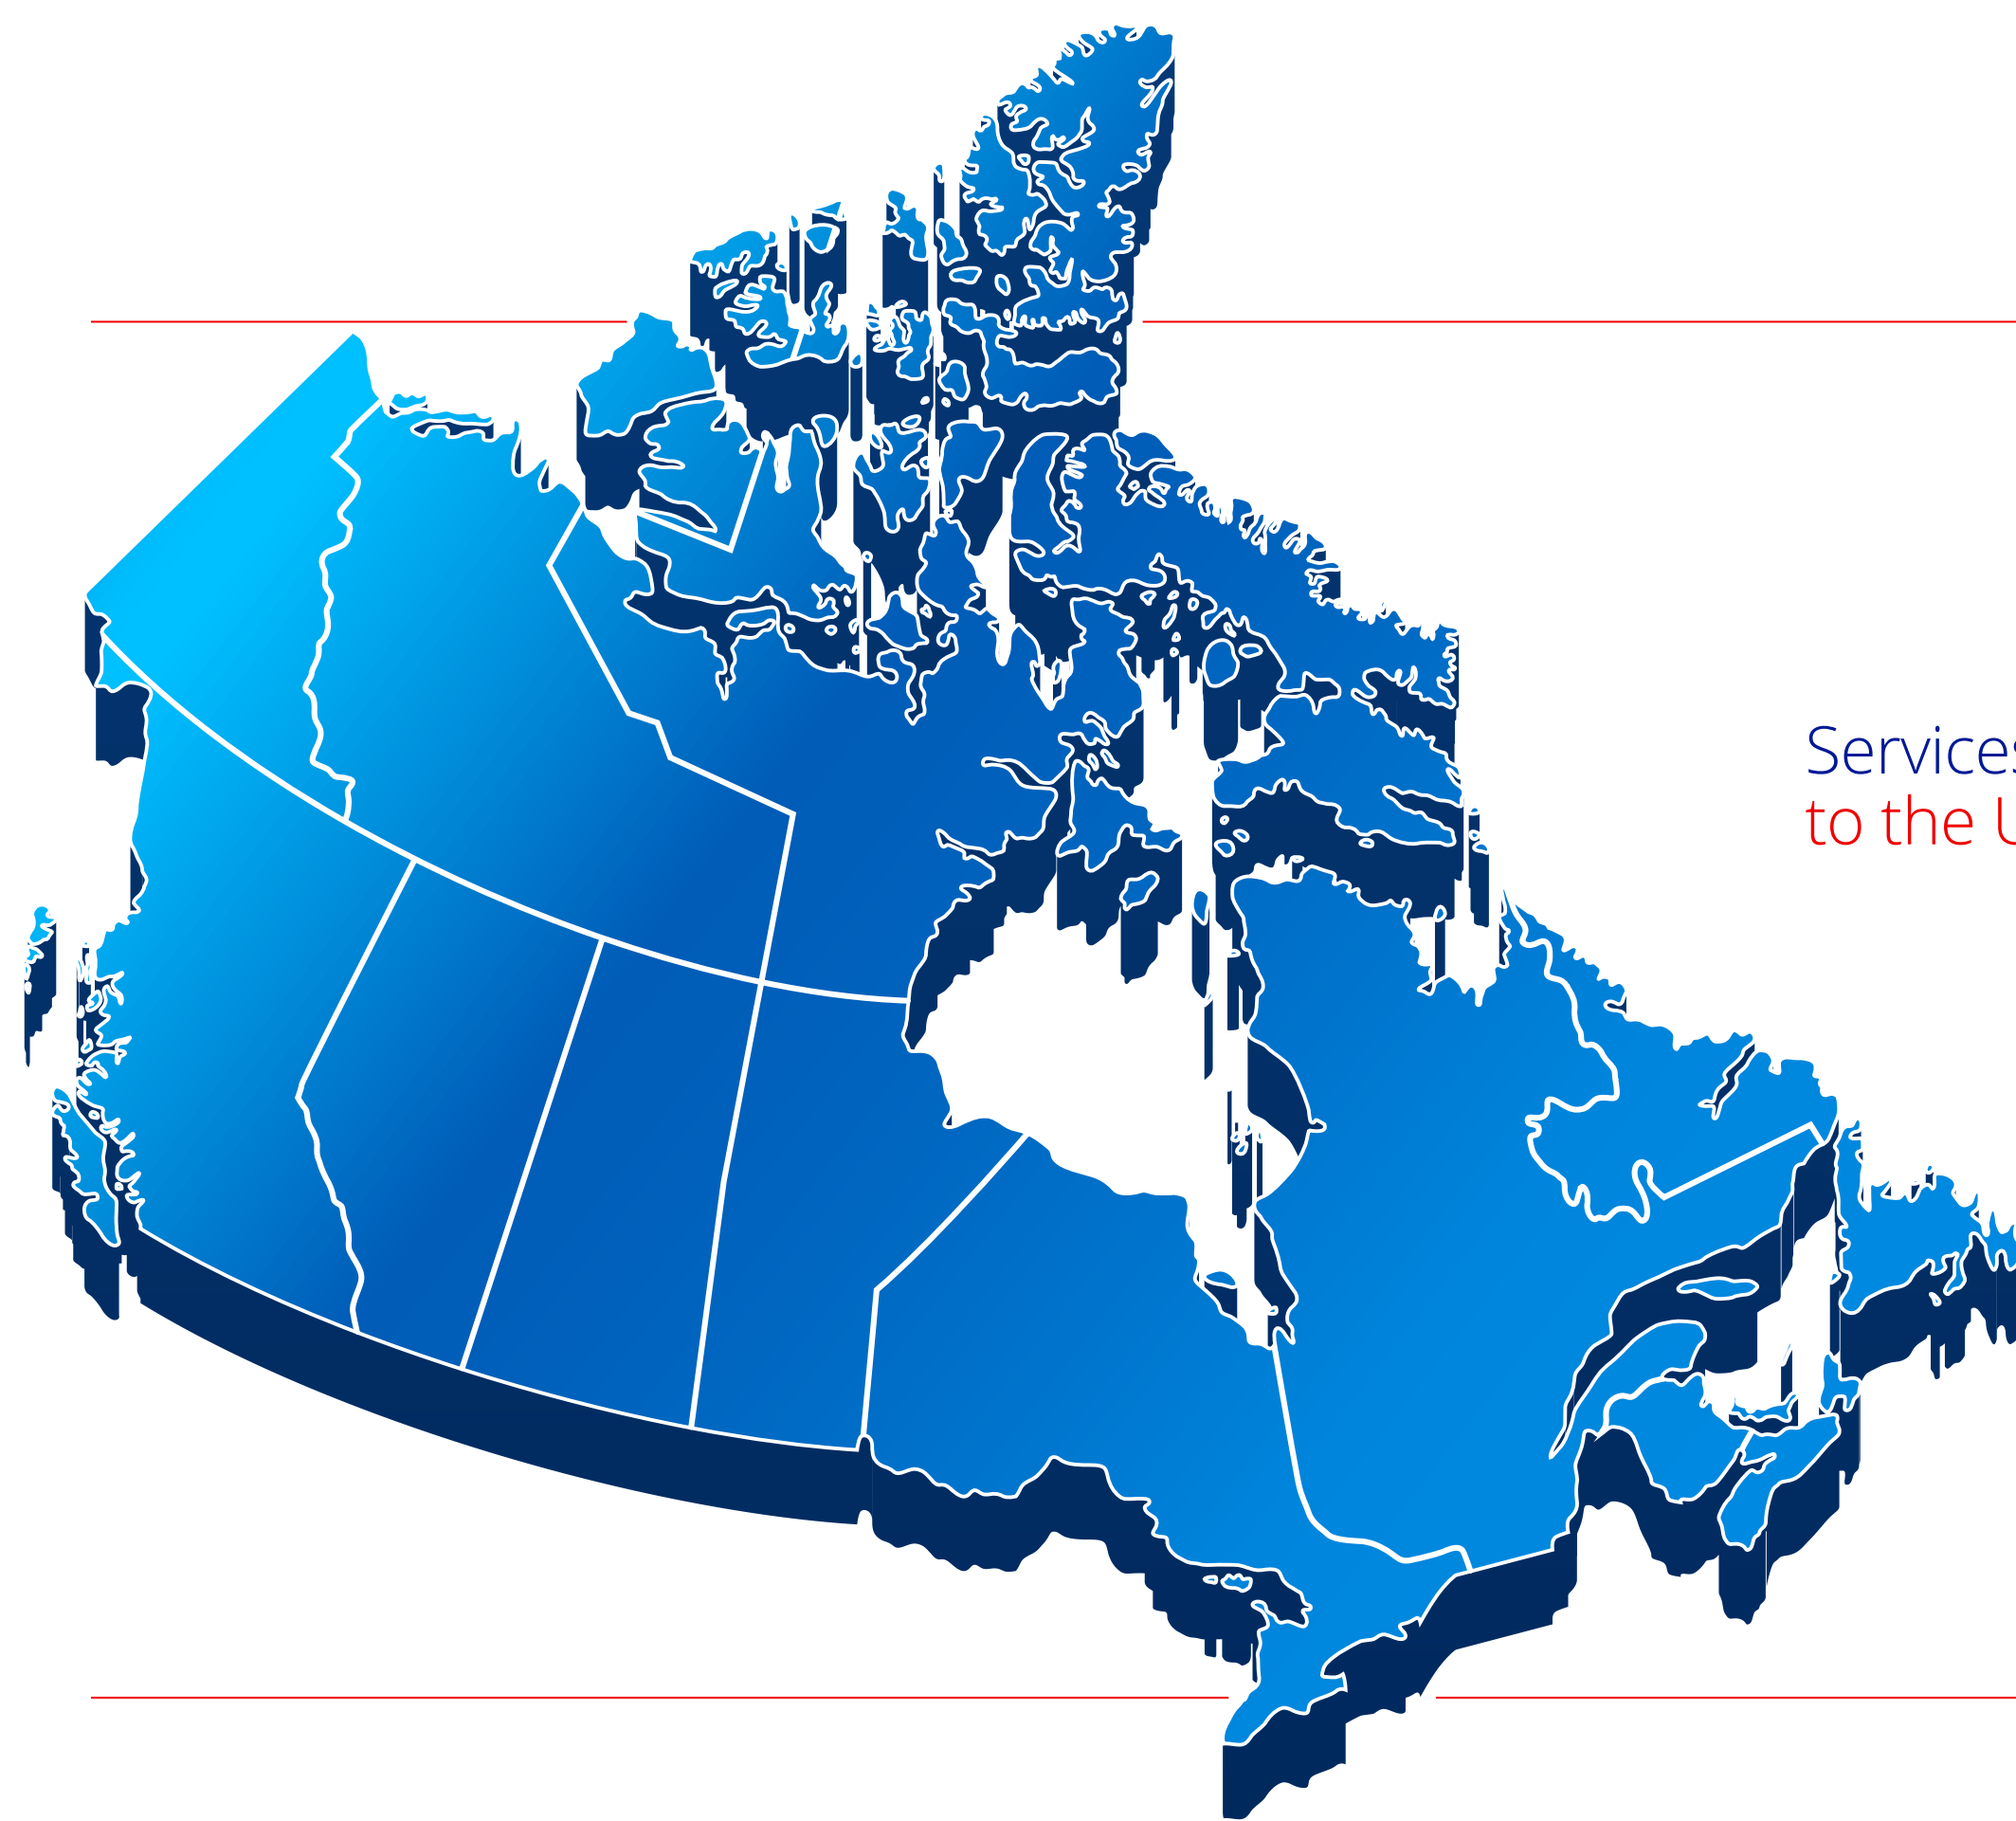 Services
to the